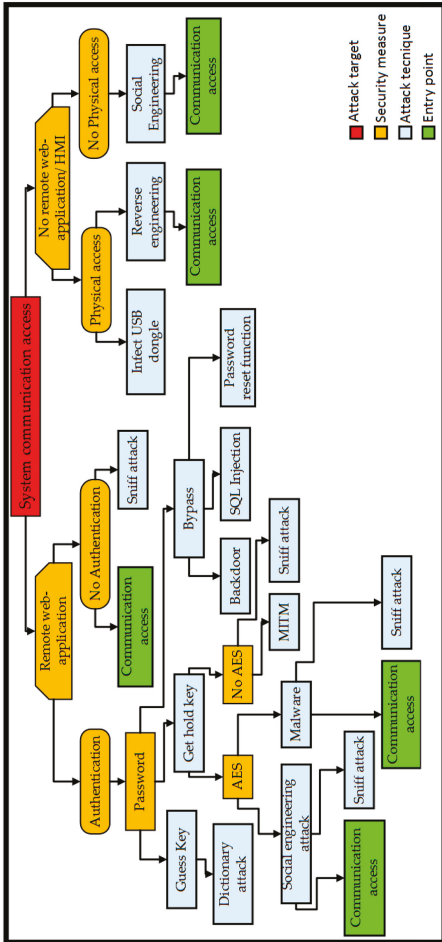 System communication access
Remote web-
application
No remote web-
application/ HMI
Authentication
No Authentication
Physical access
No Physical access
Password
Communication
access
Sniff attack
Infect USB
dongle
Reverse
engineering
Social
Engineering
Communication
access
Communication
access
Guess Key
Get hold key
Bypass
Dictionary
attack
AES
No AES
Backdoor
SQL Injection
Password
reset function
Social engineering
attack
Malware
MITM
Sniff attack
Communication
access
Sniff attack
Communication
access
Sniff attack
Attack target
Security measure
Attack tecnique
Entry point